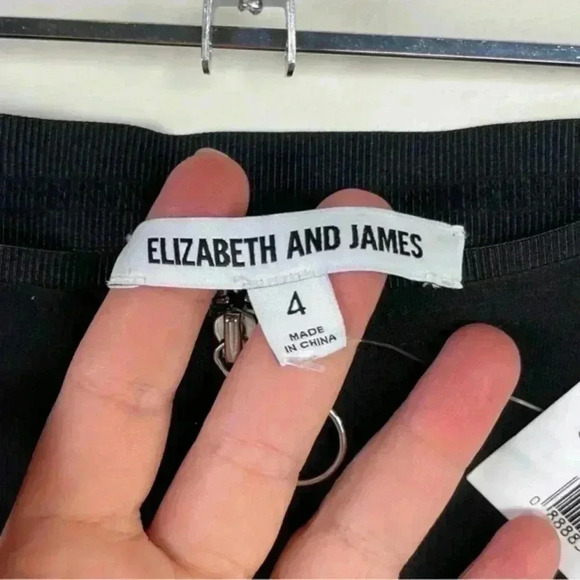 ELIZABETH AND JAMES
4
MADE
IN CHINA